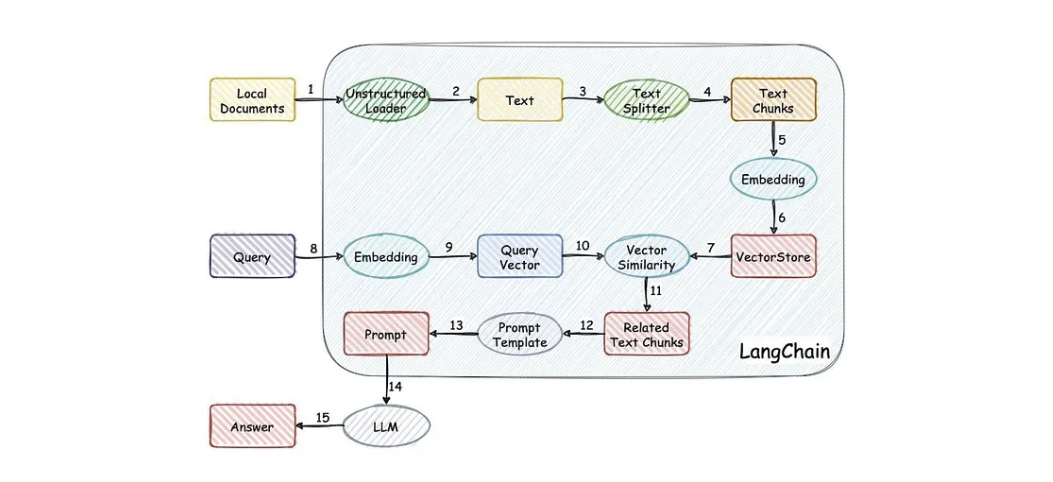 1
2
3
4
Local
Documents
Unstructured
Loader
Text
Text
Splitter
Text
Chunks
5
Embedding
6
8
9
10
7
Query
Embedding
Query
Vector
Vector
Similarity
VectorStore
11
13
12
Prompt
Prompt
Template
Related
Text Chunks
LangChain
14
15
Answer
LLM